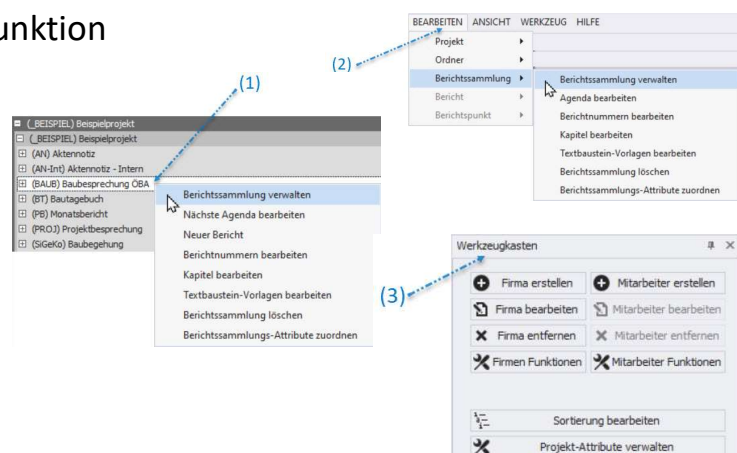 unktion
(1)
(_BEISPIEL) Beispielprojekt
(_BEISPIEL) Beispielprojekt
(AN) Aktennotiz
(AN-Int) Aktennotiz - Intern
(BAUB) Baubesprechung ÖBA
(BT) Bautagebuch
(PB) Monatsbericht
(PROJ) Projektbesprechung
(SiGeKo) Baubegehung
Berichtssammlung verwalten
Nächste Agenda bearbeiten
Neuer Bericht
Berichtnummern bearbeiten
Kapitel bearbeiten
Textbaustein-Vorlagen bearbeiten
Berichtssammlung löschen
Berichtssammlungs-Attribute zuordnen
(2)
BEARBEITEN ANSICHT WERKZEUG HILFE
Projekt
Ordner
Berichtssammlung
Bericht
Berichtspunkt
Berichtssammlung verwalten
Agenda bearbeiten
Berichtnummern bearbeiten
Kapitel bearbeiten
Textbaustein-Vorlagen bearbeiten
Berichtssammlung löschen
Berichtssammlungs-Attribute zuordnen
(3)
Werkzeugkasten
Firma erstellen Mitarbeiter erstellen
Firma bearbeiten Mitarbeiter bearbeiten
Firma entfernen Mitarbeiter entfernen
Firmen Funktionen Mitarbeiter Funktionen
Sortierung bearbeiten
Projekt-Attribute verwalten